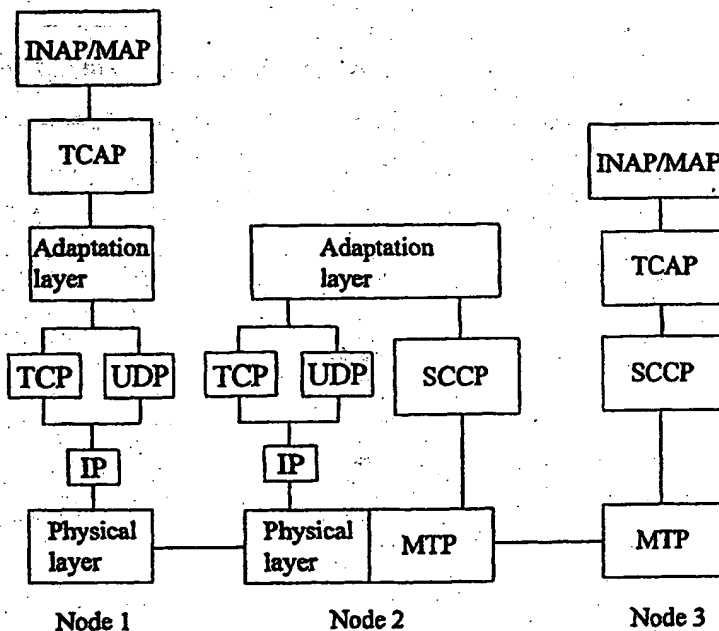 INAP/MAP
TCAP
Adaptation
layer
TCP
UDP
IP
Physical
layer
Node 1
Adaptation
layer
TCP
UDP
SCCP
IP
Physical
layer
MTP
Node 2
INAP/MAP
TCAP
SCCP
MTP
Node 3